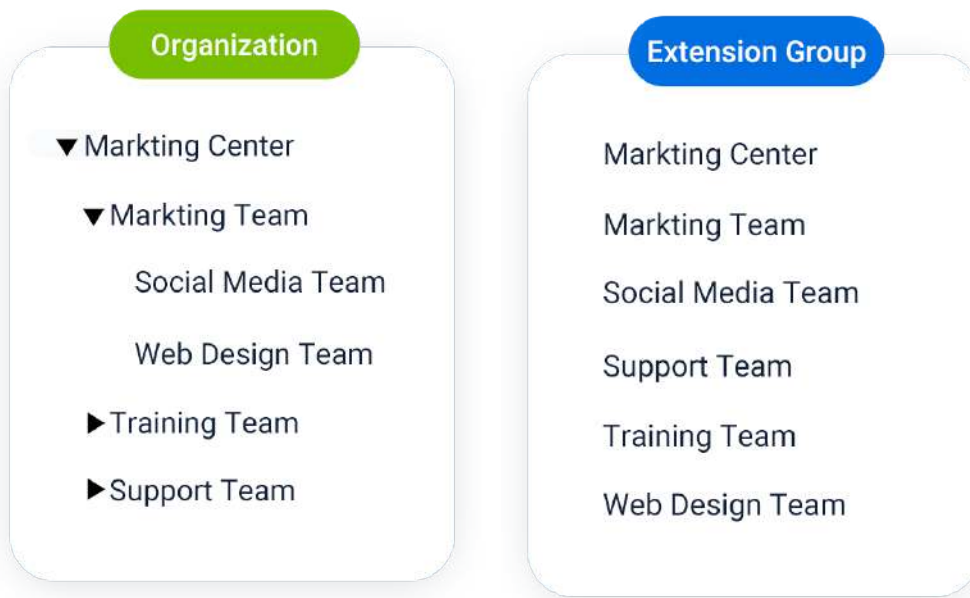 Organization
Markting Center
Markting Team
Social Media Team
Web Design Team
Training Team
Support Team
Extension Group
Markting Center
Markting Team
Social Media Team
Support Team
Training Team
Web Design Team